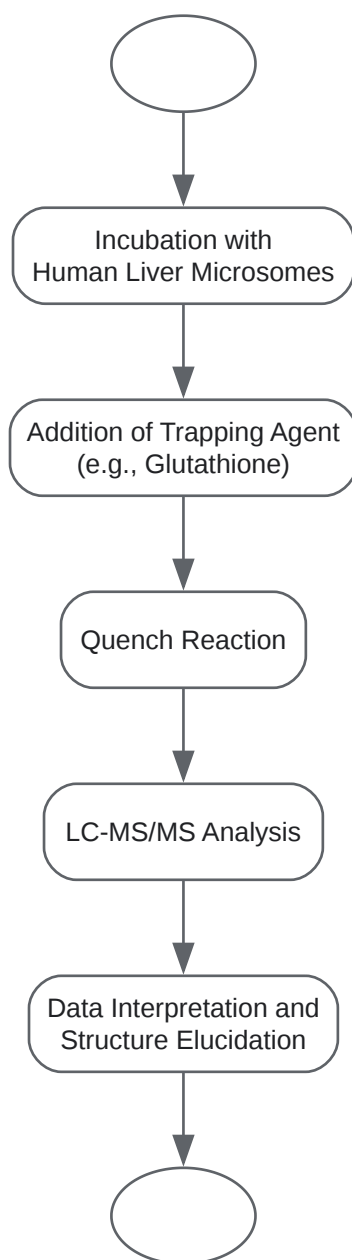 Incubation with
Human Liver Microsomes
Addition of Trapping Agent
(e.g., Glutathione)
Quench Reaction
LC-MS/MS Analysis
Data Interpretation and
Structure Elucidation